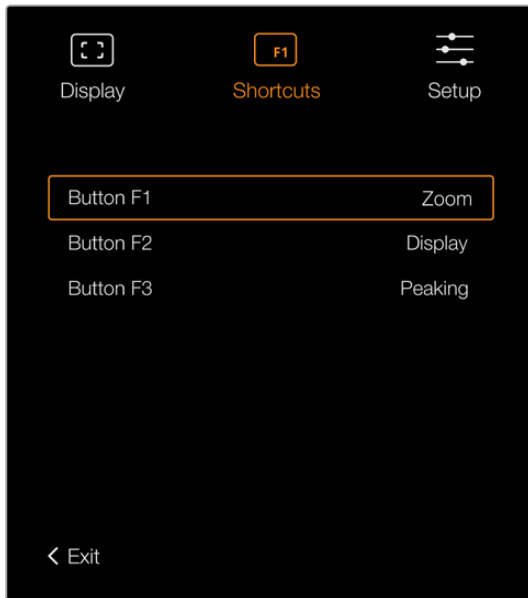 F1
Display Shortcuts Setup
Button F1 Zoom
Button F2 Display
Button F3 Peaking
Exit